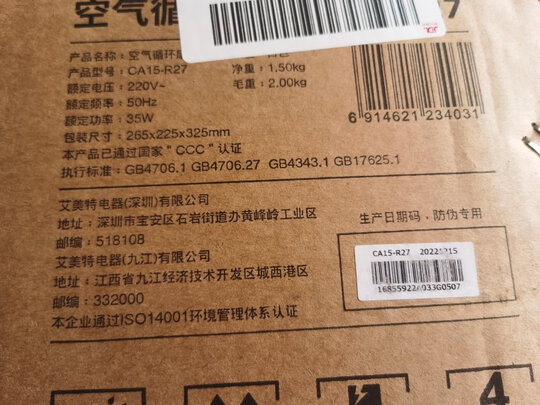 空气循
7
JDL
产品名称：空气循环扇
产品型号：CA15-R27 净重：1.50kg
额定电压：220V~ 毛重：2.00kg
额定频率：50Hz
额定功率：35W
包装尺寸：265x225x325mm
本产品已通过国家“CCC”认证
执行标准：GB4706.1 GB4706.27 GB4343.1 GB17625.1
6 914621 234031
艾美特电器(深圳)有限公司
地址：深圳市宝安区石岩街道办黄峰岭工业区
邮编：518108
艾美特电器(九江)有限公司
地址：江西省九江经济技术开发区城西港区
邮编：332000
本企业通过ISO14001环境管理体系认证
生产日期码，防伪专用
CA15-R27 20221215
16855922A033G0507
4